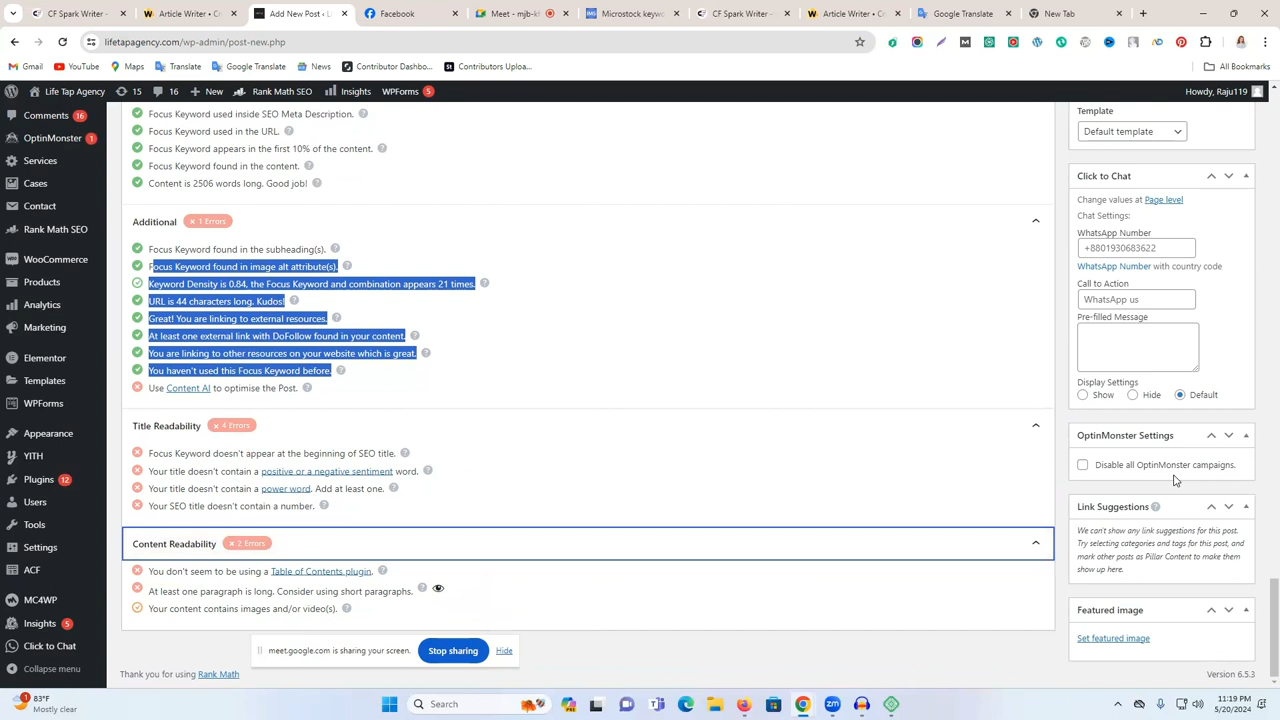 CF Spark Writer -
Article Writer - C
Add New Post ‹ Li
Facebook
Meet - mjb-kf
Microstock keyw
CF Spark Writer -
Article Writer - C
Google Translate
New Tab
lifetapagency.com/wp-admin/post-new.php
Gmail
YouTube
Maps
Translate
Google Translate
News
Contributor Dashbo...
Contributors Uploa...
All Bookmarks
Life Tap Agency
15
16
New
Rank Math SEO
Insights
WPForms 5
Howdy, Raju119
Comments 16
OptinMonster 1
Services
Cases
Contact
Rank Math SEO
WooCommerce
Products
Analytics
Marketing
Elementor
Templates
WPForms
Appearance
YITH
Plugins 12
Users
Tools
Settings
ACF
MC4WP
Insights 5
Click to Chat
Collapse menu
Focus Keyword used inside SEO Meta Description.
Focus Keyword used in the URL.
Focus Keyword appears in the first 10% of the content.
Focus Keyword found in the content.
Content is 2506 words long. Good job!
Additional × 1 Errors
Focus Keyword found in the subheading(s).
Focus Keyword found in image alt attribute(s).
Keyword Density is 0.84, the Focus Keyword and combination appears 21 times.
URL is 44 characters long. Kudos!
Great! You are linking to external resources.
At least one external link with DoFollow found in your content.
You are linking to other resources on your website which is great.
You haven't used this Focus Keyword before.
Use Content AI to optimise the Post.
Title Readability × 4 Errors
Focus Keyword doesn't appear at the beginning of SEO title.
Your title doesn't contain a positive or a negative sentiment word.
Your title doesn't contain a power word. Add at least one.
Your SEO title doesn't contain a number.
Content Readability × 2 Errors
You don't seem to be using a Table of Contents plugin.
At least one paragraph is long. Consider using short paragraphs.
Your content contains images and/or video(s).
meet.google.com is sharing your screen.
Stop sharing
Hide
Thank you for using Rank Math
Template
Default template
Click to Chat
Change values at Page level
Chat Settings:
WhatsApp Number
+8801930683622
WhatsApp Number with country code
Call to Action
WhatsApp us
Pre-filled Message
Display Settings
Show Hide Default
OptinMonster Settings
Disable all OptinMonster campaigns.
Link Suggestions
We can't show any link suggestions for this post.
Try selecting categories and tags for this post, and
mark other posts as Pillar Content to make them
show up here.
Featured image
Set featured image
Version 6.5.3
83°F
Mostly clear
Search
11:19 PM
5/20/2024